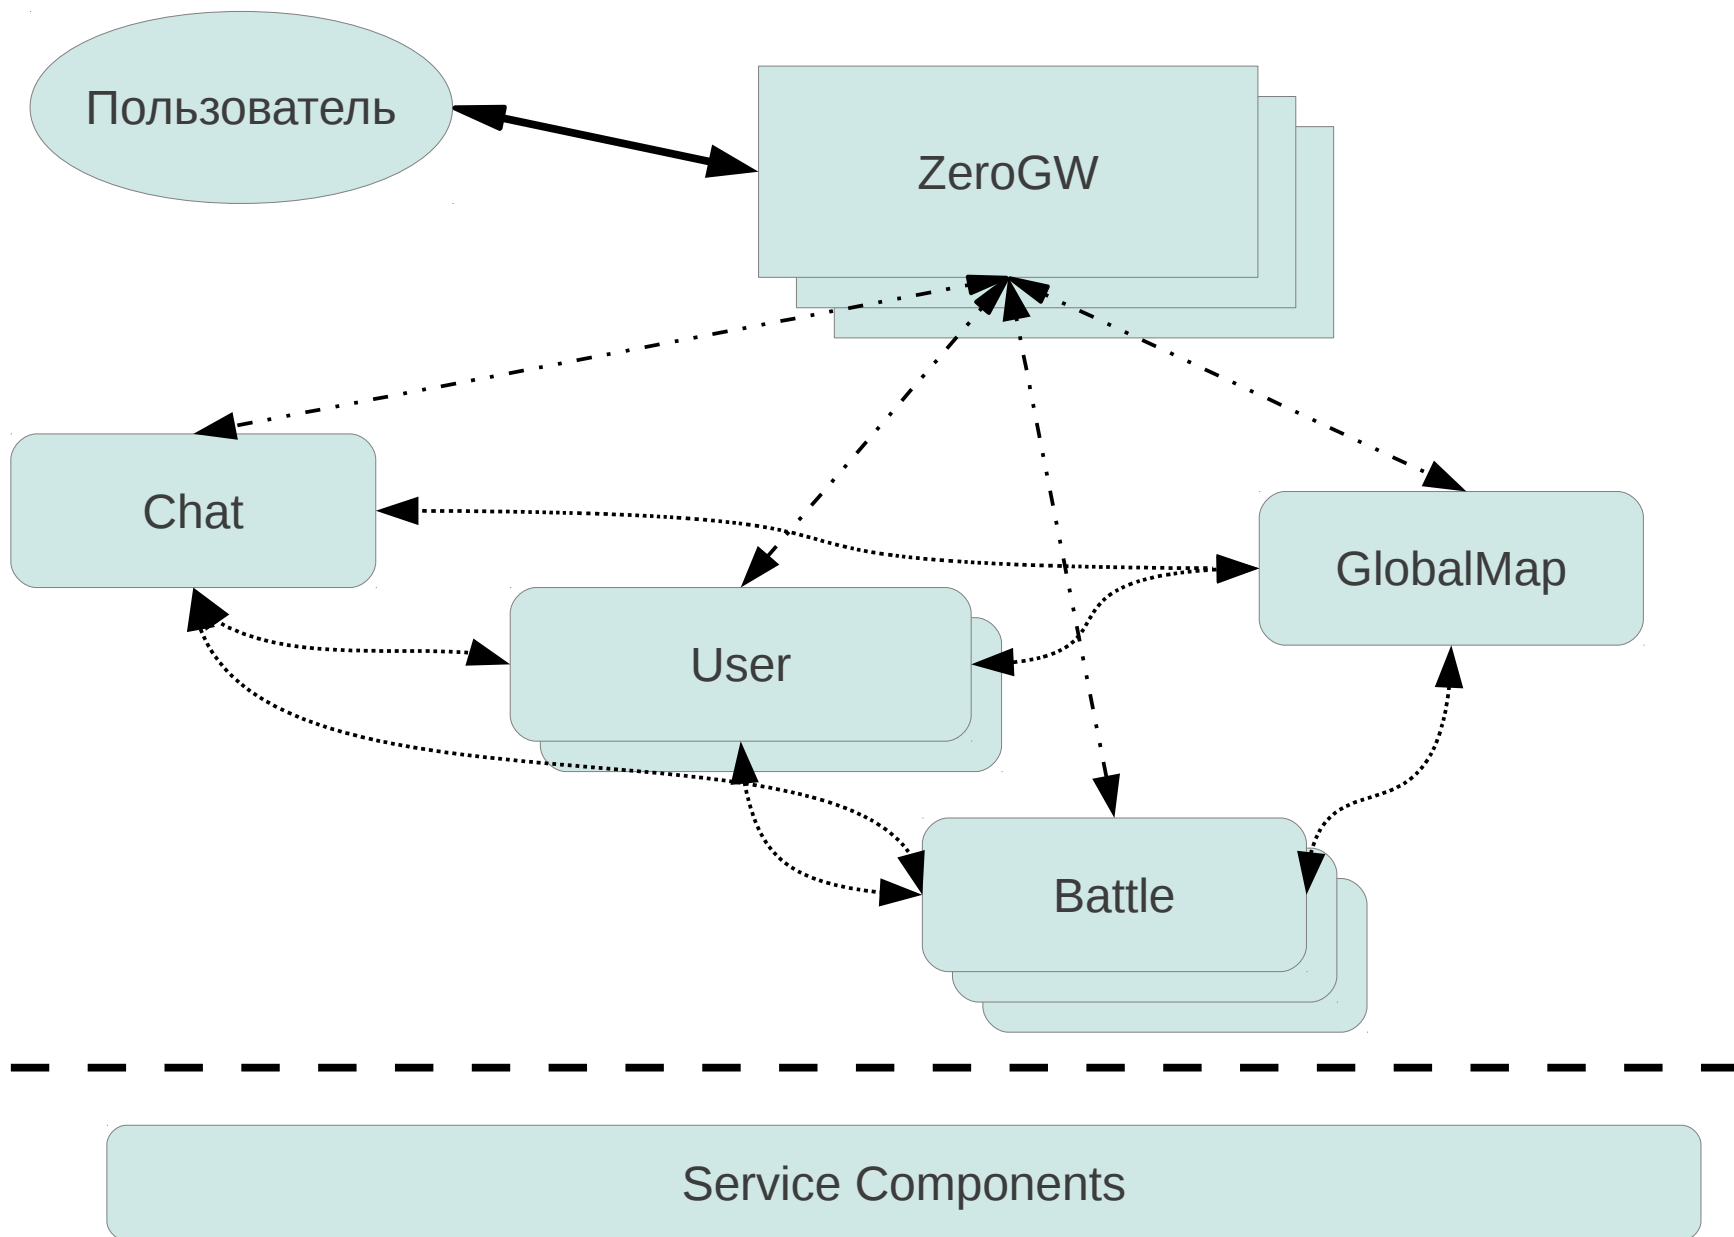 Пользователь
ZeroGW
Chat
GlobalMap
User
Battle
Service Components